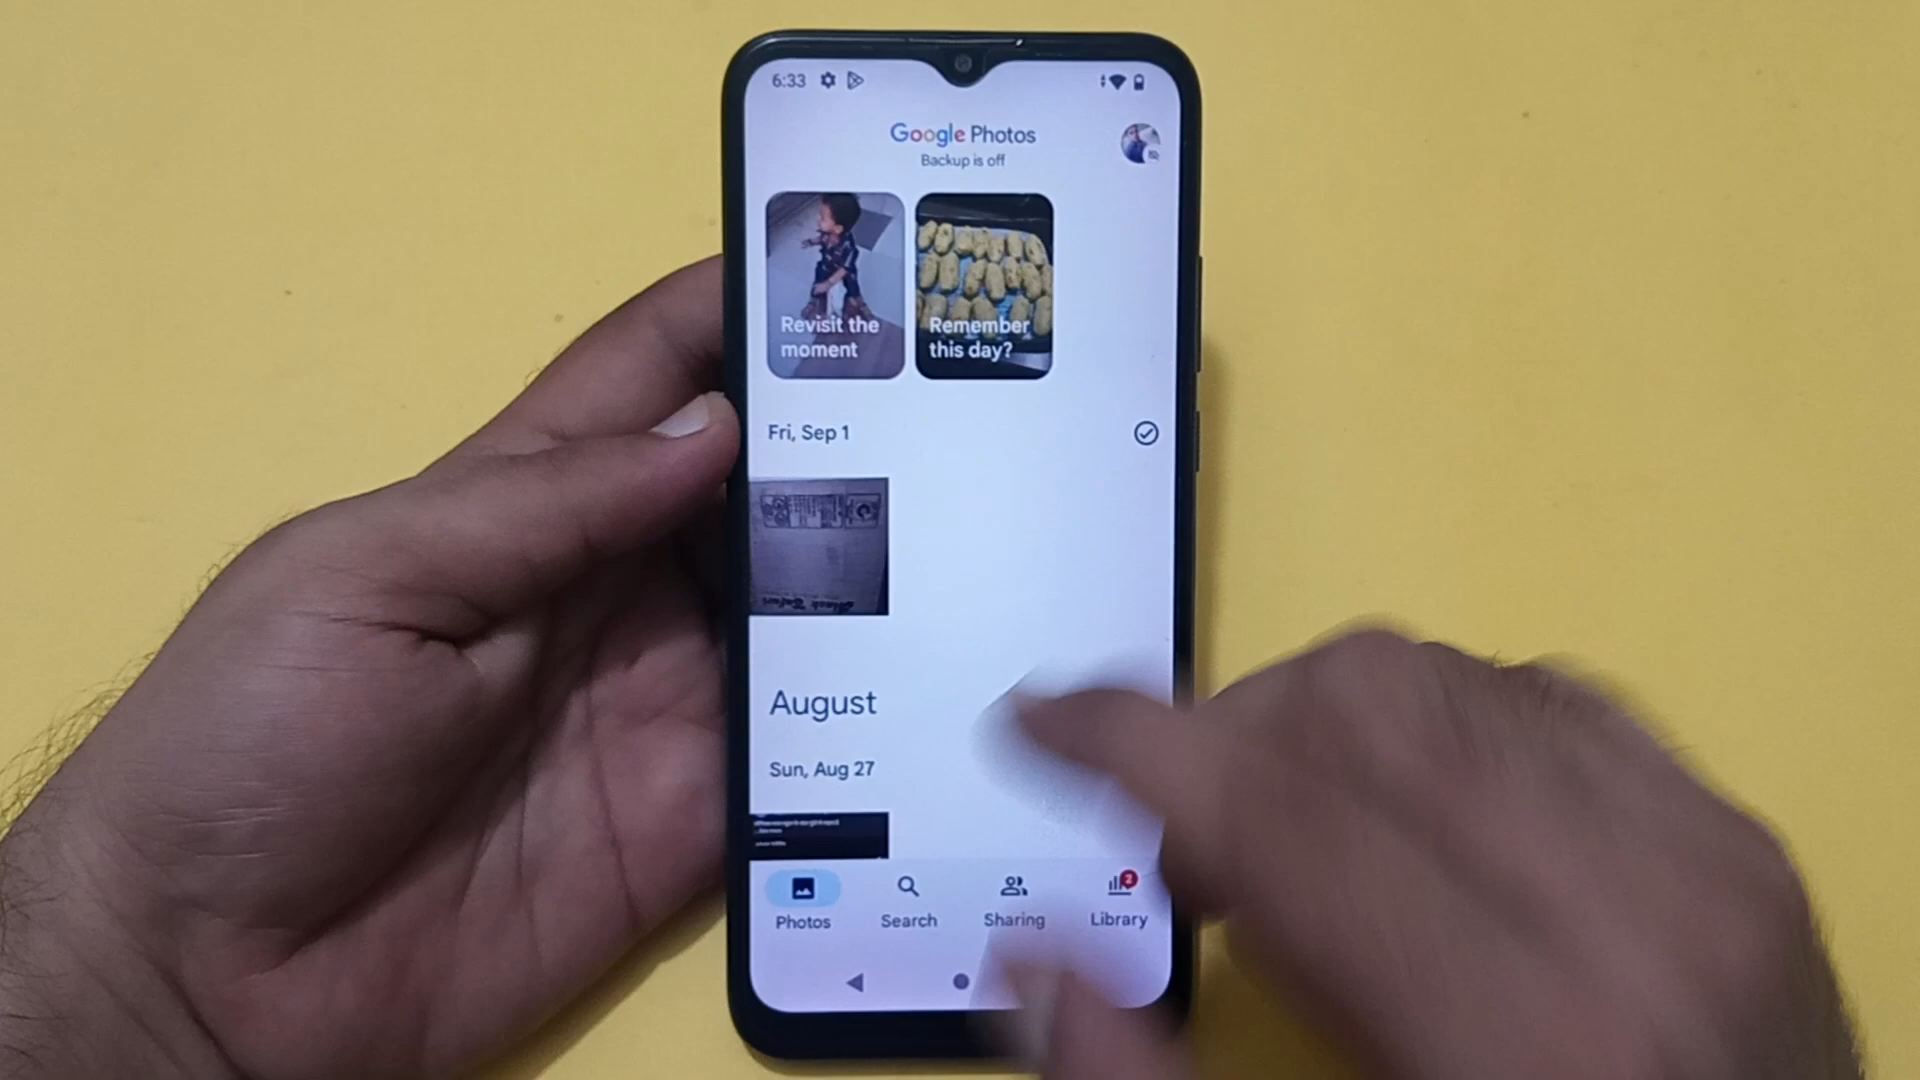 6:33
Google Photos
Backup is off
Revisit the
moment
Remember
this day?
Fri, Sep 1
August
Sun, Aug 27
2
Photos
Search
Sharing
Library